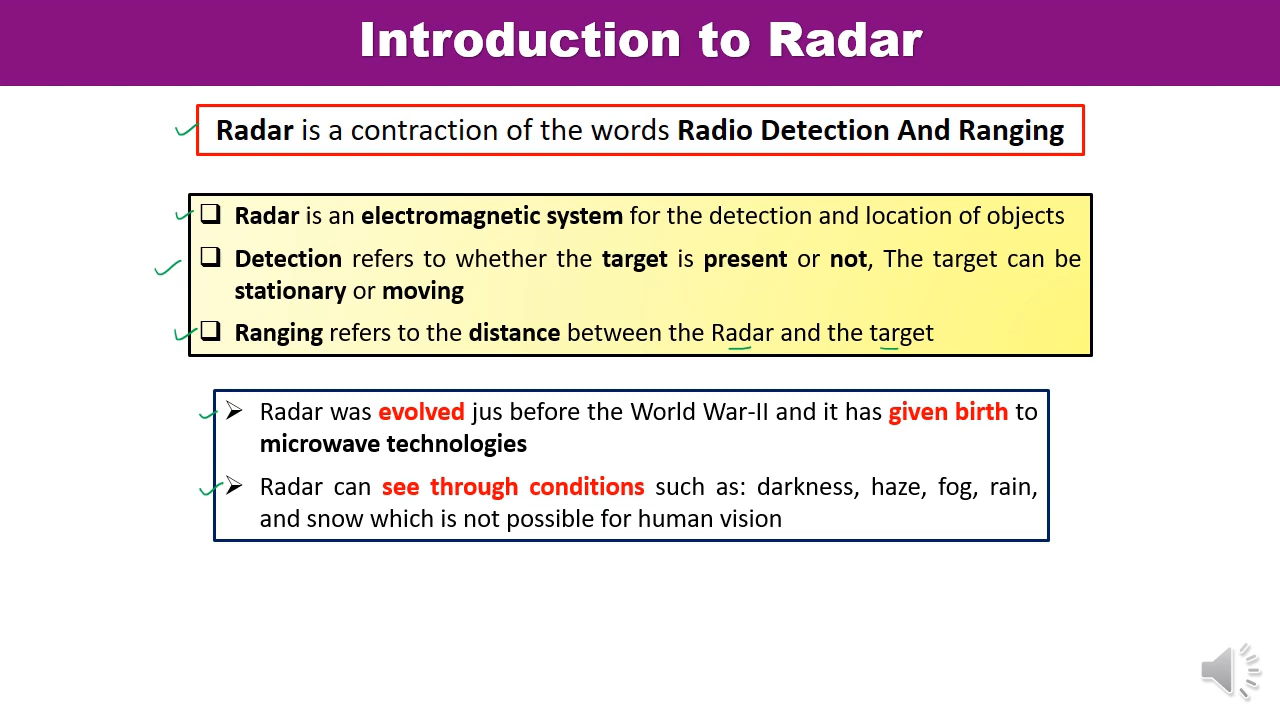 Introduction to Radar
Radar is a contraction of the words Radio Detection And Ranging
❑ Radar is an electromagnetic system for the detection and location of objects
❑ Detection refers to whether the target is present or not, The target can be
stationary or moving
❑ Ranging refers to the distance between the Radar and the target
➢ Radar was evolved jus before the World War-II and it has given birth to
microwave technologies
➢ Radar can see through conditions such as: darkness, haze, fog, rain,
and snow which is not possible for human vision